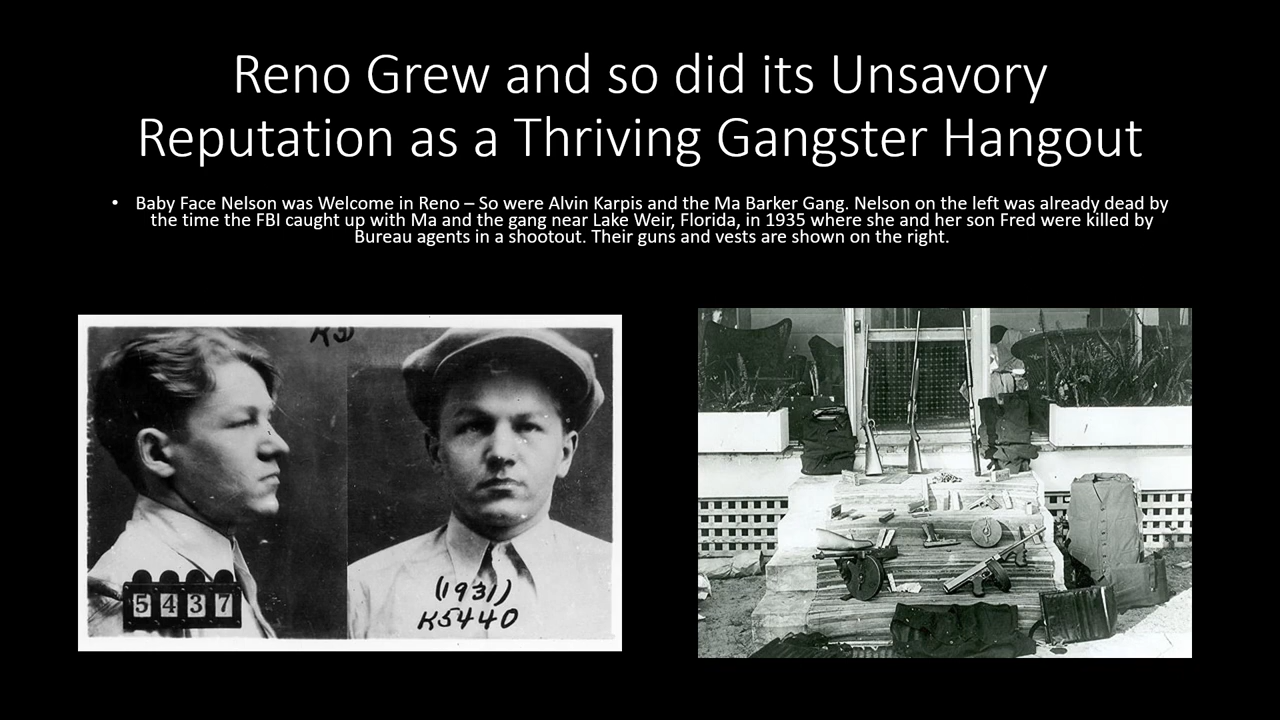 Reno Grew and so did its Unsavory
Reputation as a Thriving Gangster Hangout
• Baby Face Nelson was Welcome in Reno – So were Alvin Karpis and the Ma Barker Gang. Nelson on the left was already dead by
the time the FBI caught up with Ma and the gang near Lake Weir, Florida, in 1935 where she and her son Fred were killed by
Bureau agents in a shootout. Their guns and vests are shown on the right.
5437
(1931)
K5440